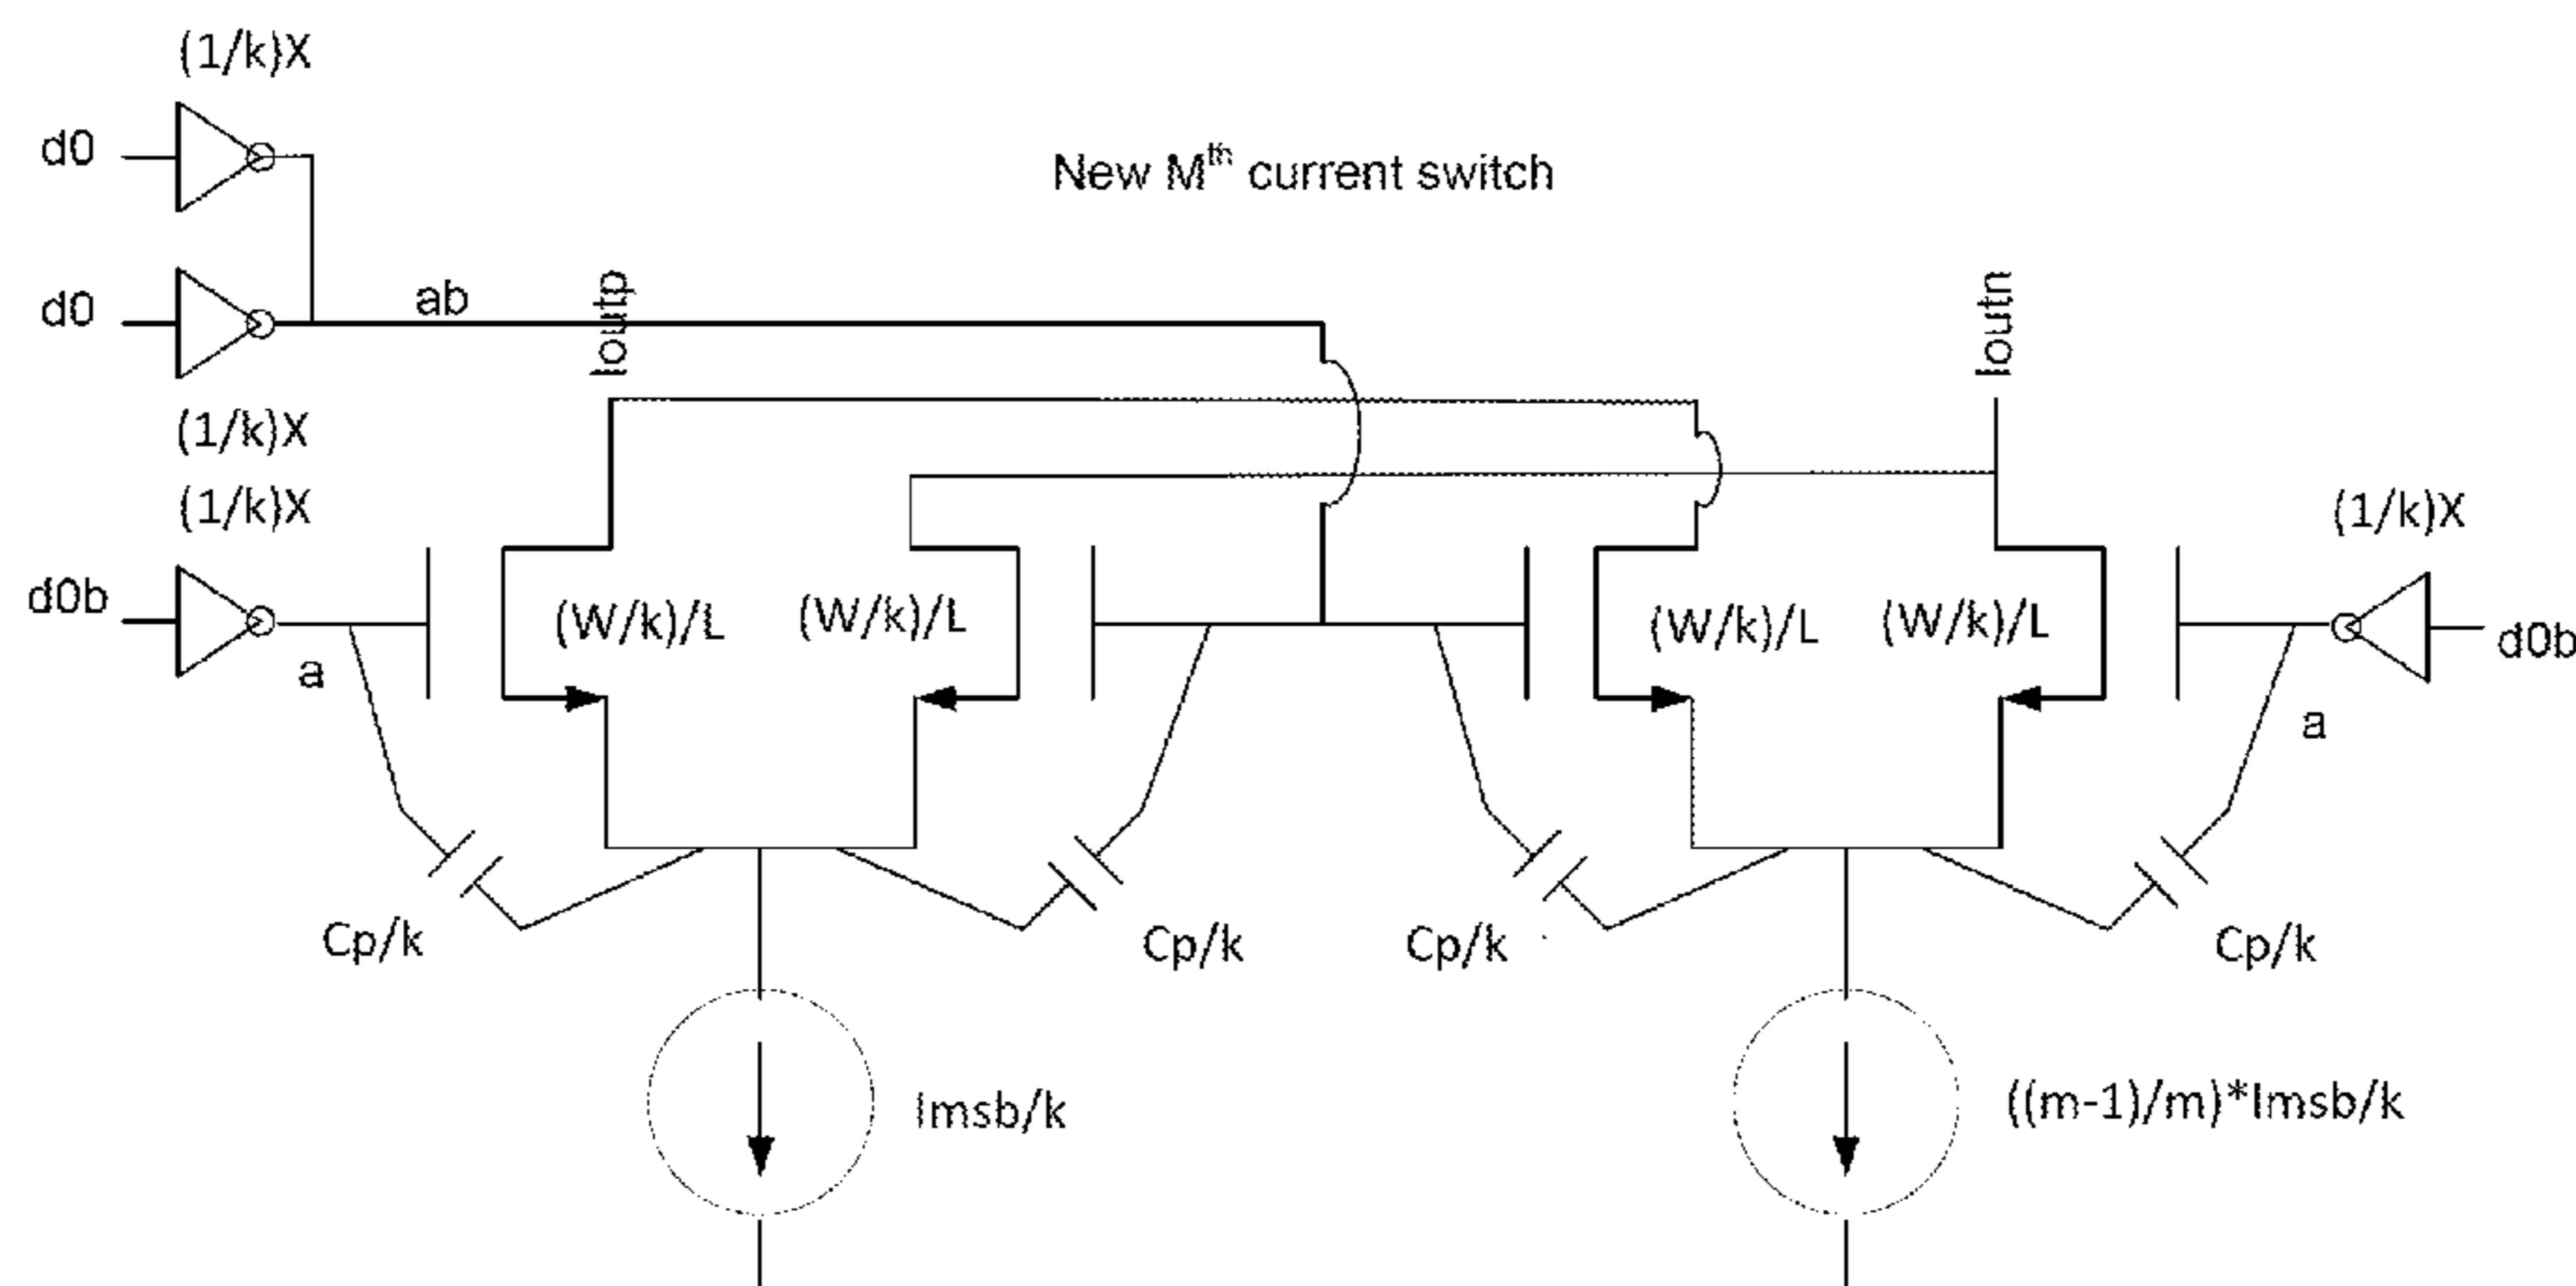 (1/k)X
d0
New Mth current switch
d0
ab
Ioutp
Ioutn
(1/k)X
(1/k)X
(1/k)X
d0b
a
(W/k)/L
(W/k)/L
(W/k)/L
(W/k)/L
d0b
a
Cp/k
Cp/k
Cp/k
Cp/k
Imsb/k
((m-1)/m)*Imsb/k